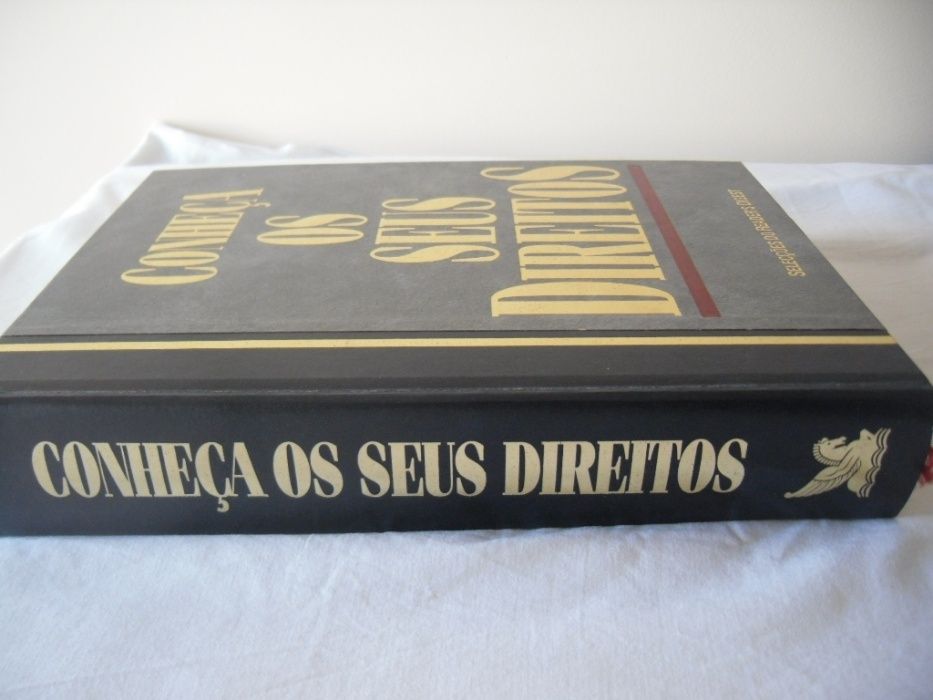 CONHEÇA
OS
SEUS
DIREITOS
SELECÇÕES DO READER'S DIGEST
CONHEÇA OS SEUS DIREITOS